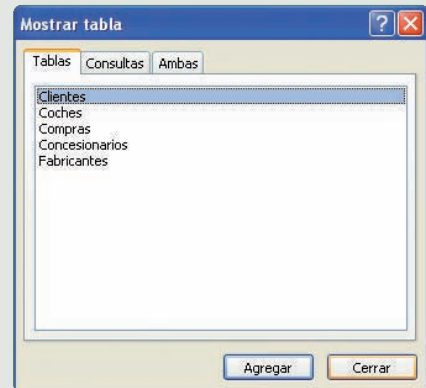 Mostrar tabla
Tablas Consultas Ambas
Clientes
Coches
Compras
Concesionarios
Fabricantes
Agregar Cerrar